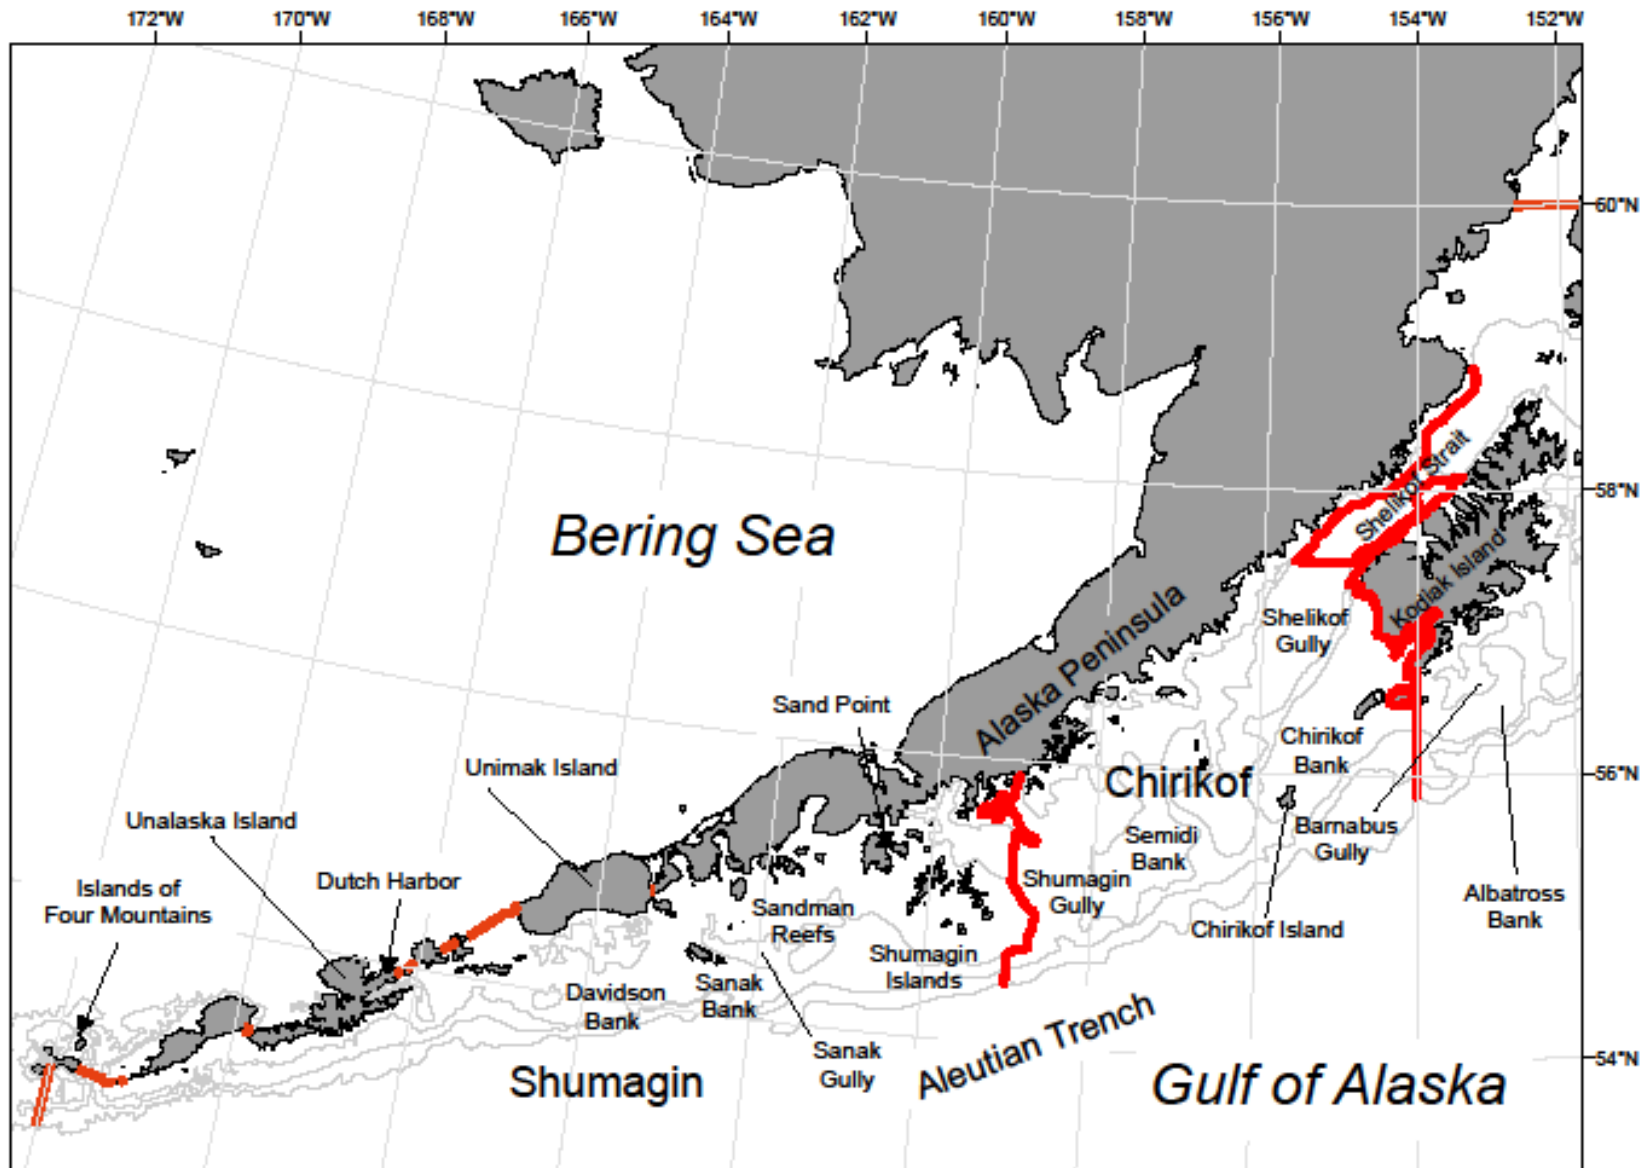 172°W
170°W
168°W
166°W
164°W
162°W
160°W
158°W
156°W
154°W
152°W
60°N
58°N
56°N
54°N
Bering Sea
Shelikof Strait
Kodiak Island
Shelikof
Gully
Alaska Peninsula
Sand Point
Unimak Island
Unalaska Island
Dutch Harbor
Islands of
Four Mountains
Chirikof
Chirikof
Bank
Semidi
Bank
Barnabus
Gully
Albatross
Bank
Chirikof Island
Shumagin
Gully
Sandman
Reefs
Shumagin
Islands
Sanak
Bank
Davidson
Bank
Sanak
Gully
Shumagin
Aleutian Trench
Gulf of Alaska